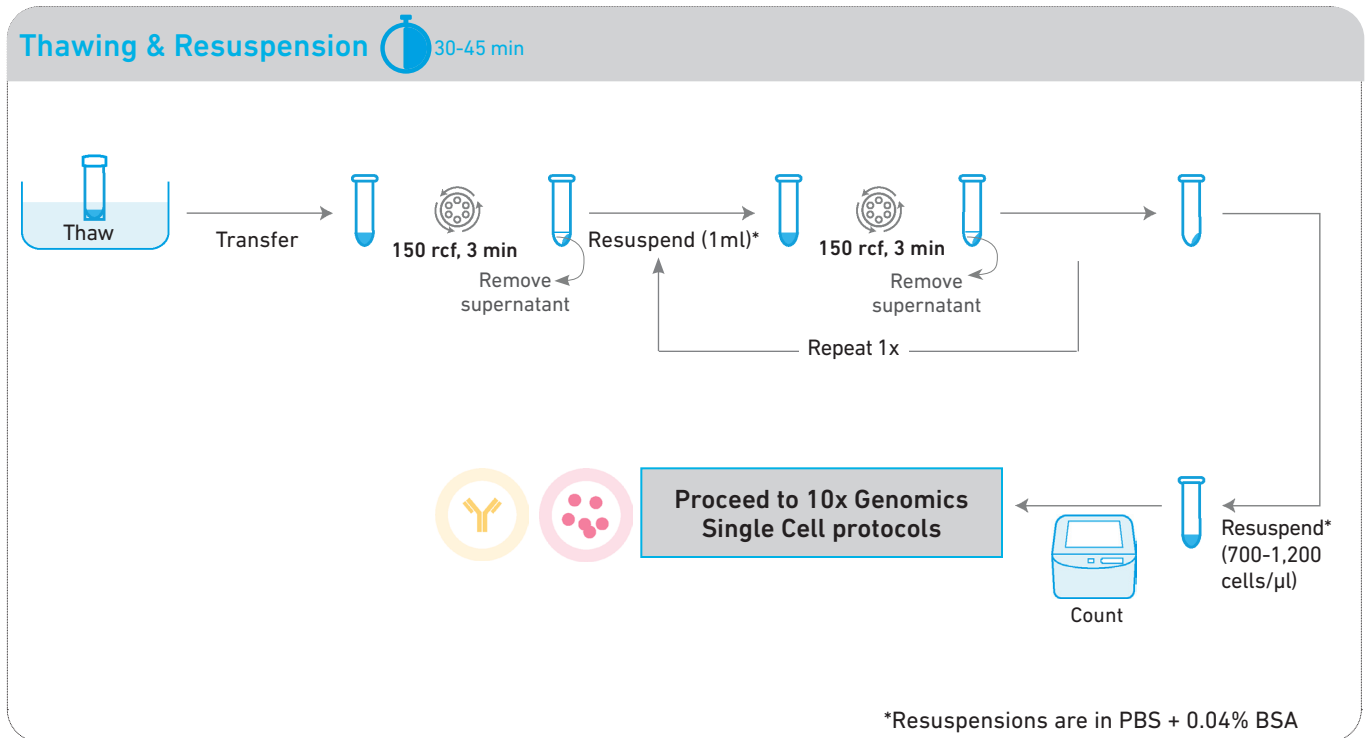 Thawing & Resuspension
30-45 min
Thaw
Transfer
150 rcf, 3 min
Remove
supernatant
Resuspend (1ml)*
150 rcf, 3 min
Remove
supernatant
Repeat 1x
Resuspend*
(700-1,200
cells/µl)
Count
Proceed to 10x Genomics
Single Cell protocols
*Resuspensions are in PBS + 0.04% BSA